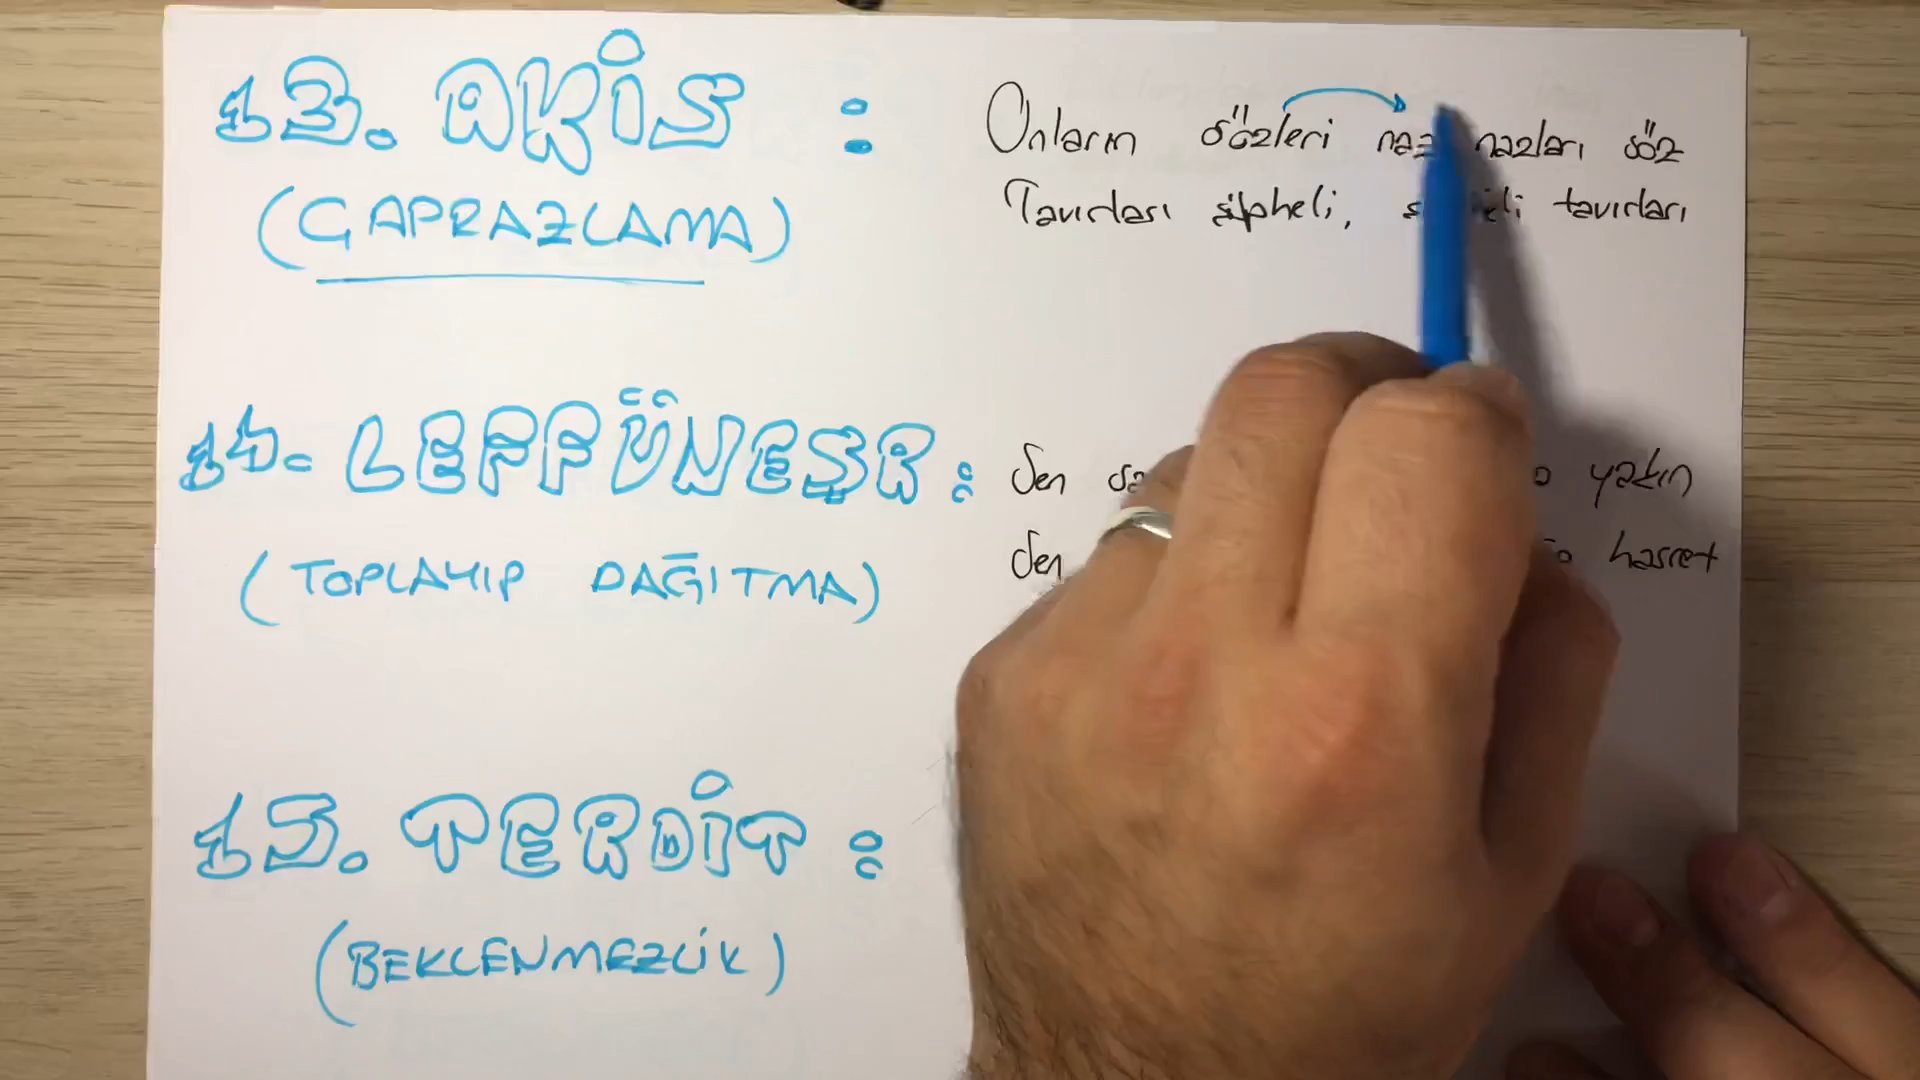 13. AKİS : Onların sözleri naz nazları söz
(ÇAPRAZLAMA) Tavırları şüpheli, tavırları
14. LEFFÜNEŞR : Sen yakın
(TOPLAYIP DAĞITMA) Sen hasret
15. TERDİT :
(BEKLENMEZLİK)